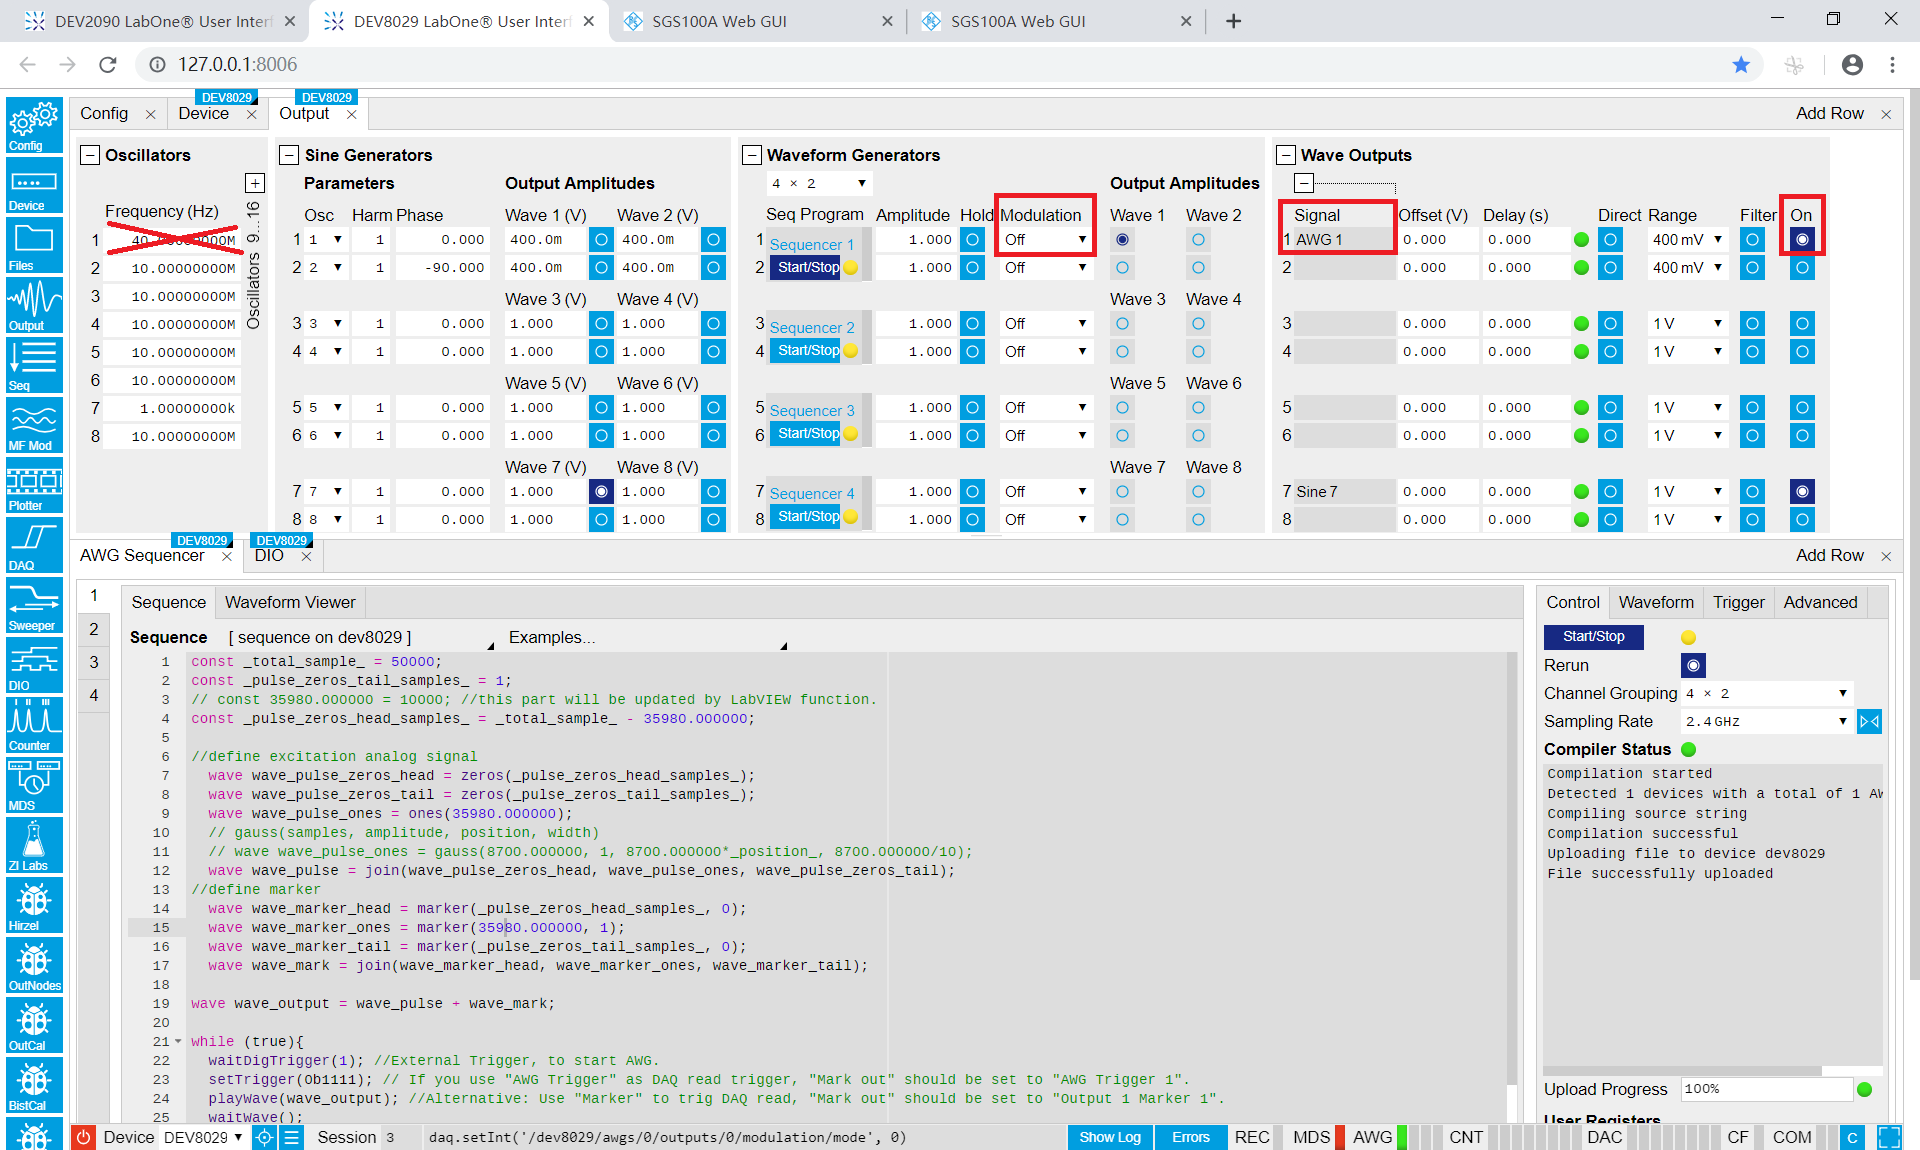 DEV2090 LabOne® User Interf
DEV8029 LabOne® User Interf
SGS100A Web GUI
SGS100A Web GUI
127.0.0.1:8006
Config
DEV8029
Device
DEV8029
Output
Add Row
Config
Device
Files
Output
Seq
MF Mod
Plotter
DAQ
Sweeper
DIO
Counter
MDS
ZI Labs
Hirzel
OutNodes
OutCal
BistCal
Oscillators
Frequency (Hz)
Oscillators 9...16
1
2 10.00000000M
3 10.00000000M
4 10.00000000M
5 10.00000000M
6 10.00000000M
7 1.00000000k
8 10.00000000M
Sine Generators
Parameters Output Amplitudes
Osc Harm Phase Wave 1 (V) Wave 2 (V)
1 1 1 0.000 400.0m 400.0m
2 2 1 -90.000 400.0m 400.0m
Wave 3 (V) Wave 4 (V)
3 3 1 0.000 1.000 1.000
4 4 1 0.000 1.000 1.000
Wave 5 (V) Wave 6 (V)
5 5 1 0.000 1.000 1.000
6 6 1 0.000 1.000 1.000
Wave 7 (V) Wave 8 (V)
7 7 1 0.000 1.000 1.000
8 8 1 0.000 1.000 1.000
Waveform Generators
4 × 2 Output Amplitudes
Seq Program Amplitude Hold Modulation Wave 1 Wave 2
1 Sequencer 1 1.000 Off
2 Start/Stop 1.000 Off
Wave 3 Wave 4
3 Sequencer 2 1.000 Off
4 Start/Stop 1.000 Off
Wave 5 Wave 6
5 Sequencer 3 1.000 Off
6 Start/Stop 1.000 Off
Wave 7 Wave 8
7 Sequencer 4 1.000 Off
8 Start/Stop 1.000 Off
Wave Outputs
Signal Offset (V) Delay (s) Direct Range Filter On
1 AWG 1 0.000 0.000 400 mV
2 0.000 0.000 400 mV
3 0.000 0.000 1 V
4 0.000 0.000 1 V
5 0.000 0.000 1 V
6 0.000 0.000 1 V
7 Sine 7 0.000 0.000 1 V
8 0.000 0.000 1 V
DEV8029
AWG Sequencer
DEV8029
DIO
Add Row
1
2
3
4
Sequence Waveform Viewer
Sequence [ sequence on dev8029 ] Examples...
1 const _total_sample_ = 50000;
2 const _pulse_zeros_tail_samples_ = 1;
3 // const 35980.000000 = 10000; //this part will be updated by LabVIEW function.
4 const _pulse_zeros_head_samples_ = _total_sample_ - 35980.000000;
5
6 //define excitation analog signal
7 wave wave_pulse_zeros_head = zeros(_pulse_zeros_head_samples_);
8 wave wave_pulse_zeros_tail = zeros(_pulse_zeros_tail_samples_);
9 wave wave_pulse_ones = ones(35980.000000);
10 // gauss(samples, amplitude, position, width)
11 // wave wave_pulse_ones = gauss(8700.000000, 1, 8700.000000*_position_, 8700.000000/10);
12 wave wave_pulse = join(wave_pulse_zeros_head, wave_pulse_ones, wave_pulse_zeros_tail);
13 //define marker
14 wave wave_marker_head = marker(_pulse_zeros_head_samples_, 0);
15 wave wave_marker_ones = marker(35980.000000, 1);
16 wave wave_marker_tail = marker(_pulse_zeros_tail_samples_, 0);
17 wave wave_mark = join(wave_marker_head, wave_marker_ones, wave_marker_tail);
18
19 wave wave_output = wave_pulse + wave_mark;
20
21 while (true){
22 waitDigTrigger(1); //External Trigger, to start AWG.
23 setTrigger(0b1111); // If you use "AWG Trigger" as DAQ read trigger, "Mark out" should be set to "AWG Trigger 1".
24 playWave(wave_output); //Alternative: Use "Marker" to trig DAQ read, "Mark out" should be set to "Output 1 Marker 1".
25 waitWave();
Control Waveform Trigger Advanced
Start/Stop
Rerun
Channel Grouping 4 × 2
Sampling Rate 2.4 GHz
Compiler Status
Compilation started
Detected 1 devices with a total of 1 AW
Compiling source string
Compilation successful
Uploading file to device dev8029
File successfully uploaded
Upload Progress 100%
User Registers
Device DEV8029 Session 3 daq.setInt('/dev8029/awgs/0/outputs/0/modulation/mode', 0) Show Log Errors REC MDS AWG CNT DAC CF COM C